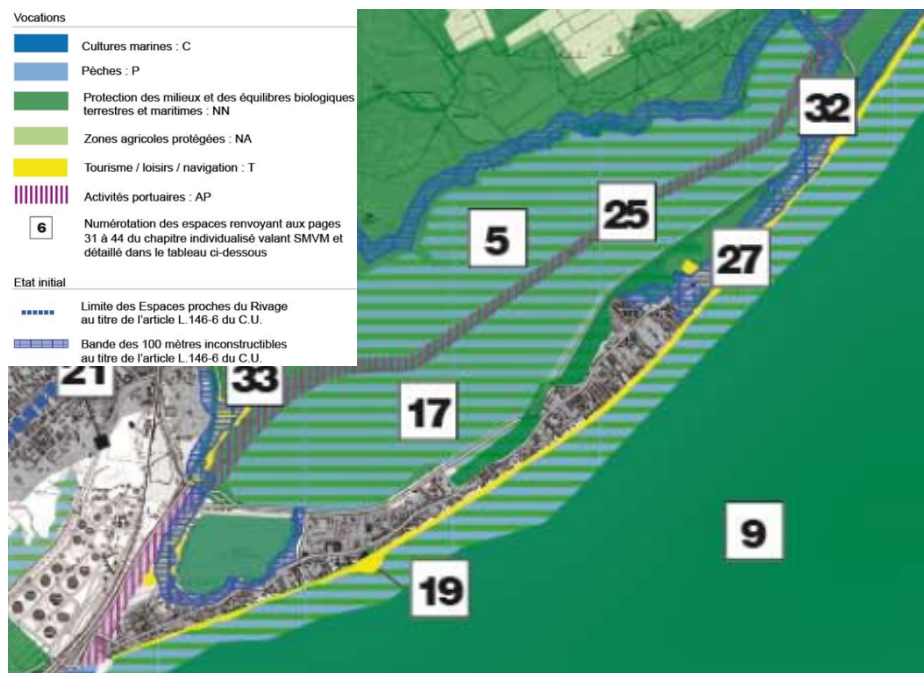 Vocations
Cultures marines : C
Pêches : P
Protection des milieux et des équilibres biologiques
terrestres et maritimes : NN
Zones agricoles protégées : NA
Tourisme / loisirs / navigation : T
Activités portuaires : AP
6
Numérotation des espaces renvoyant aux pages
31 à 44 du chapitre individualisé valant SMVM et
détaillé dans le tableau ci-dessous
Etat initial
Limite des Espaces proches du Rivage
au titre de l'article L.146-6 du C.U.
Bande des 100 mètres inconstructibles
au titre de l'article L.146-6 du C.U.
32
25
5
27
21
33
17
9
19